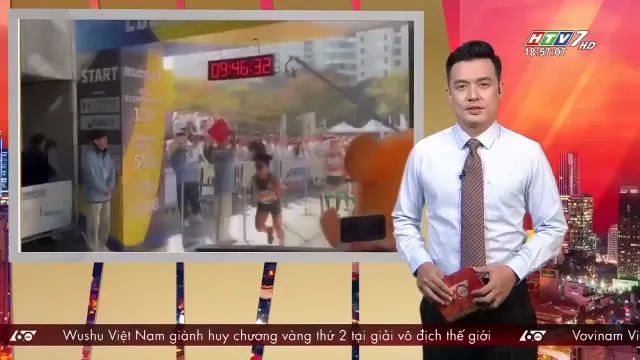 HTV7 HD
18:57:07
09:46:32
START
Wushu Việt Nam giành huy chương vàng thứ 2 tại giải vô địch thế giới
60
Vovinam V